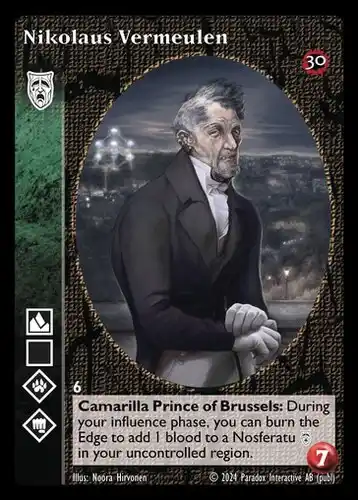 Nikolaus Vermeulen
30
6
Camarilla Prince of Brussels: During
your influence phase, you can burn the
Edge to add 1 blood to a Nosferatu
in your uncontrolled region.
7
Illus: Noora Hirvonen
© 2024 Paradox Interactive AB (publ)